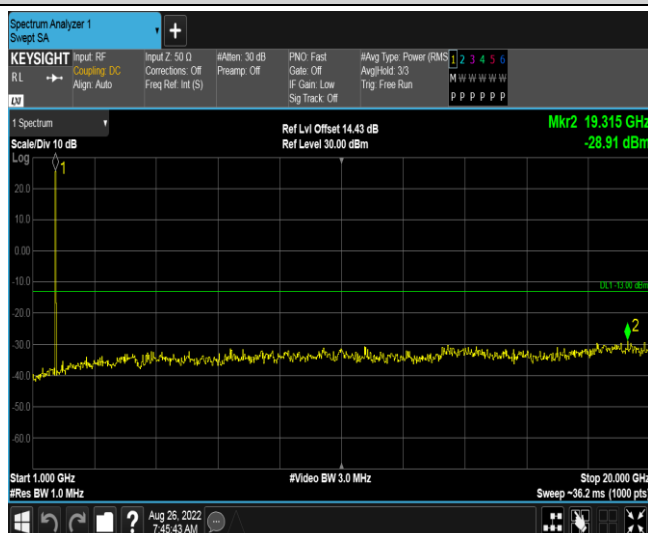 Spectrum Analyzer 1
Swept SA
+
KEYSIGHT
RL
LXI
Input: RF
Coupling: DC
Align: Auto
Input Z: 50 Ω
Corrections: Off
Freq Ref: Int (S)
#Atten: 30 dB
Preamp: Off
PNO: Fast
Gate: Off
IF Gain: Low
Sig Track: Off
#Avg Type: Power (RMS
Avg|Hold: 3/3
Trig: Free Run
1 2 3 4 5 6
M W W W W W
P P P P P P
1 Spectrum
Scale/Div 10 dB
Ref Lvl Offset 14.43 dB
Ref Level 30.00 dBm
Mkr2 19.315 GHz
-28.91 dBm
Log
1
20.0
10.0
0.00
-10.0
DL1 -13.00 dBm
2
-20.0
-30.0
-40.0
-50.0
-60.0
Start 1.000 GHz
#Video BW 3.0 MHz
Stop 20.000 GHz
#Res BW 1.0 MHz
Sweep ~36.2 ms (1000 pts)
?
Aug 26, 2022
7:45:43 AM